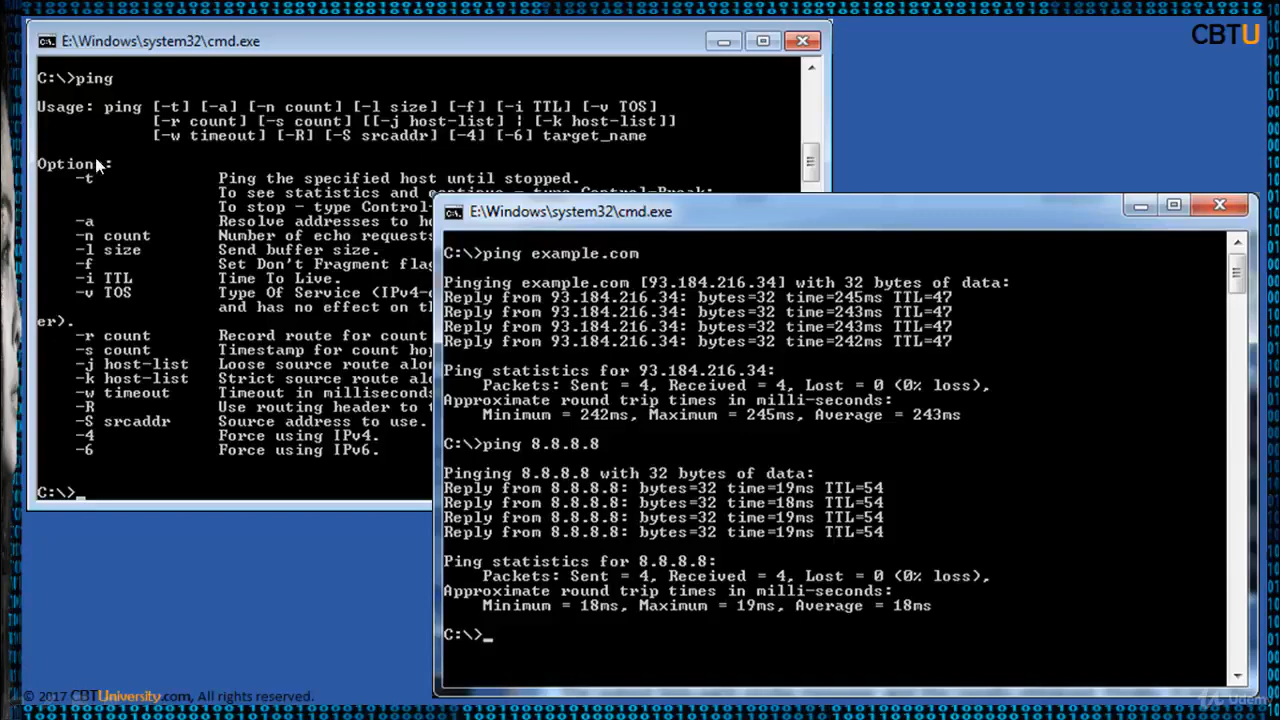 CBTU
E:\Windows\system32\cmd.exe
C:\>ping
Usage: ping [-t] [-a] [-n count] [-l size] [-f] [-i TTL] [-v TOS]
[-r count] [-s count] [[-j host-list] | [-k host-list]]
[-w timeout] [-R] [-S srcaddr] [-4] [-6] target_name
Option :
-t Ping the specified host until stopped.
To see statistics and continue - type Control-Break;
To stop - type Control-
-a Resolve addresses to
-n count Number of echo requests
-l size Send buffer size.
-f Set Don't Fragment
-i TTL Time To Live.
-v TOS Type Of Service
and has no effect on
er).
-r count Record route for count
-s count Timestamp for count
-j host-list Loose source route
-k host-list Strict source route
-w timeout Timeout in milliseconds
-R Use routing header to
-S srcaddr Source address to use.
-4 Force using IPv4.
-6 Force using IPv6.
C:\>_
E:\Windows\system32\cmd.exe
C:\>ping example.com
Pinging example.com [93.184.216.34] with 32 bytes of data:
Reply from 93.184.216.34: bytes=32 time=245ms TTL=47
Reply from 93.184.216.34: bytes=32 time=243ms TTL=47
Reply from 93.184.216.34: bytes=32 time=243ms TTL=47
Reply from 93.184.216.34: bytes=32 time=242ms TTL=47
Ping statistics for 93.184.216.34:
Packets: Sent = 4, Received = 4, Lost = 0 (0% loss),
Approximate round trip times in milli-seconds:
Minimum = 242ms, Maximum = 245ms, Average = 243ms
C:\>ping 8.8.8.8
Pinging 8.8.8.8 with 32 bytes of data:
Reply from 8.8.8.8: bytes=32 time=19ms TTL=54
Reply from 8.8.8.8: bytes=32 time=18ms TTL=54
Reply from 8.8.8.8: bytes=32 time=19ms TTL=54
Reply from 8.8.8.8: bytes=32 time=19ms TTL=54
Ping statistics for 8.8.8.8:
Packets: Sent = 4, Received = 4, Lost = 0 (0% loss),
Approximate round trip times in milli-seconds:
Minimum = 18ms, Maximum = 19ms, Average = 18ms
C:\>_
© 2017 CBTUniversity.com, All rights reserved.
Udemy